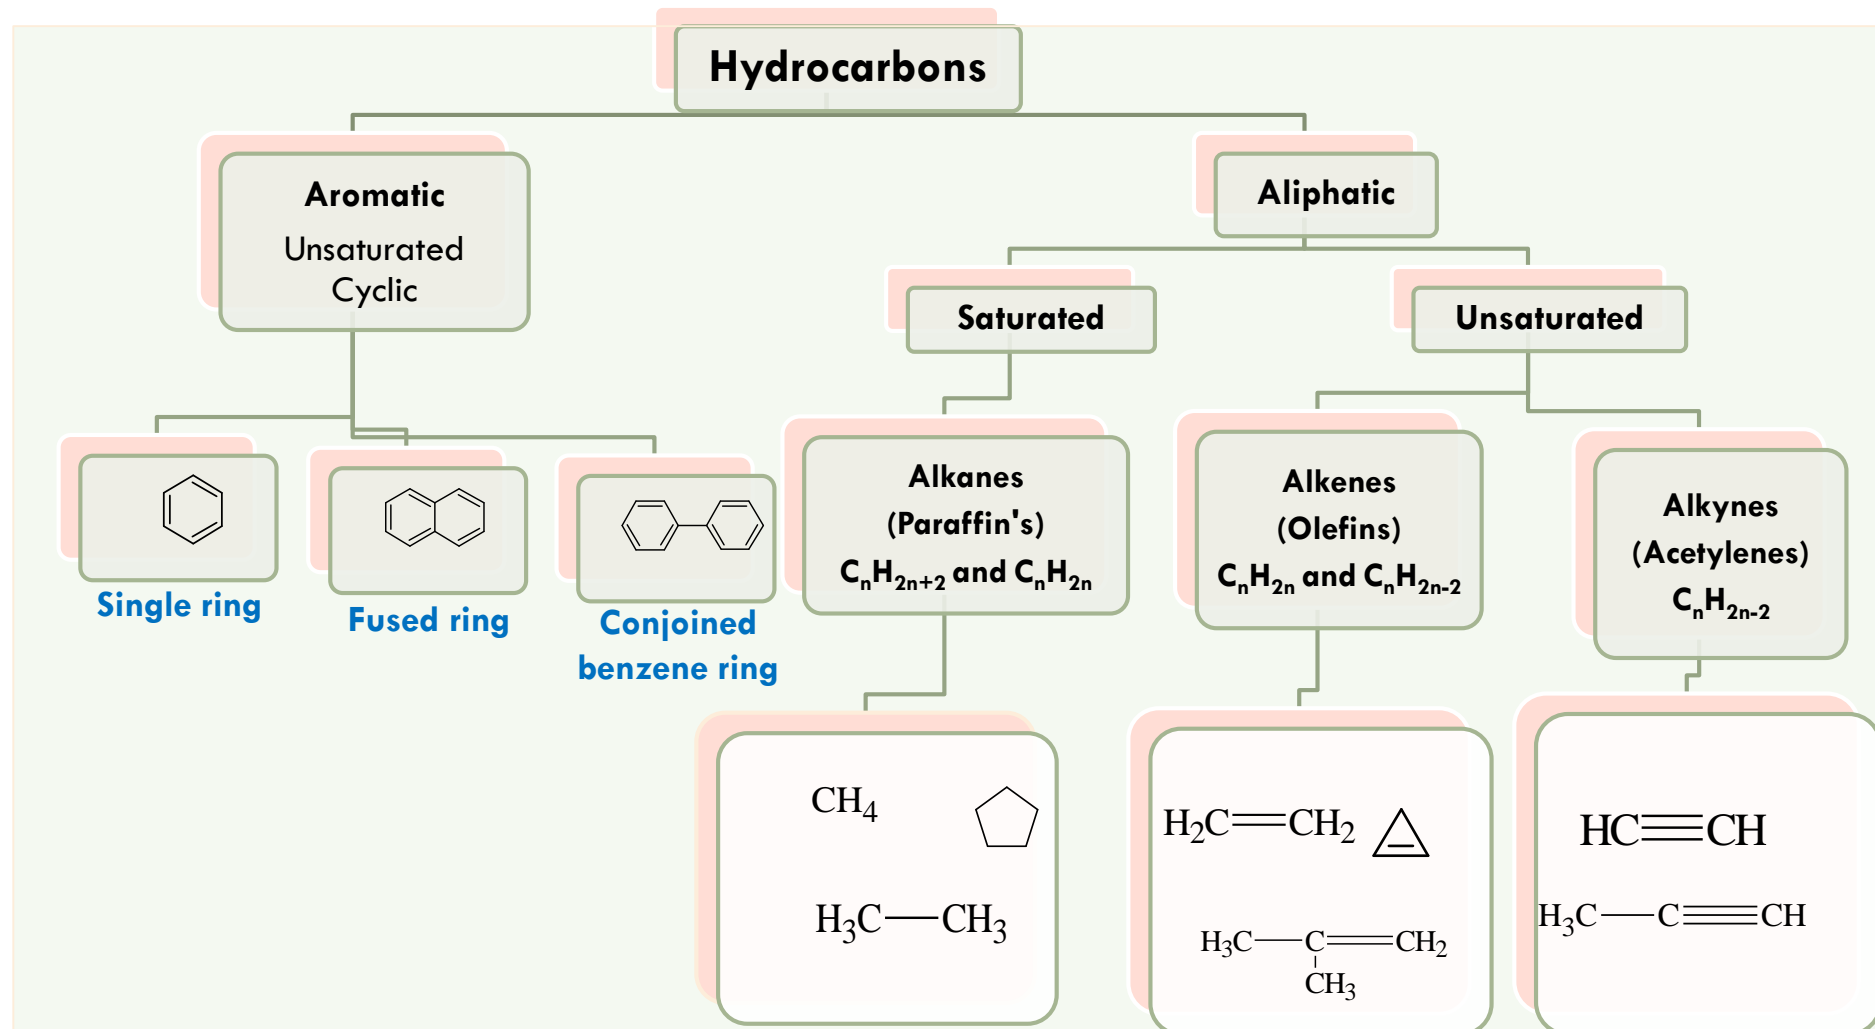 Hydrocarbons
Aromatic
Unsaturated
Cyclic
Aliphatic
Saturated
Unsaturated
Single ring
Fused ring
Conjoined
benzene ring
Alkanes
(Paraffin's)
CₙH₂ₙ₊₂ and CₙH₂ₙ
Alkenes
(Olefins)
CₙH₂ₙ and CₙH₂ₙ₋₂
Alkynes
(Acetylenes)
CₙH₂ₙ₋₂
CH₄
H₃C—CH₃
H₂C=CH₂
H₃C—C=CH₂
CH₃
HC≡CH
H₃C—C≡CH